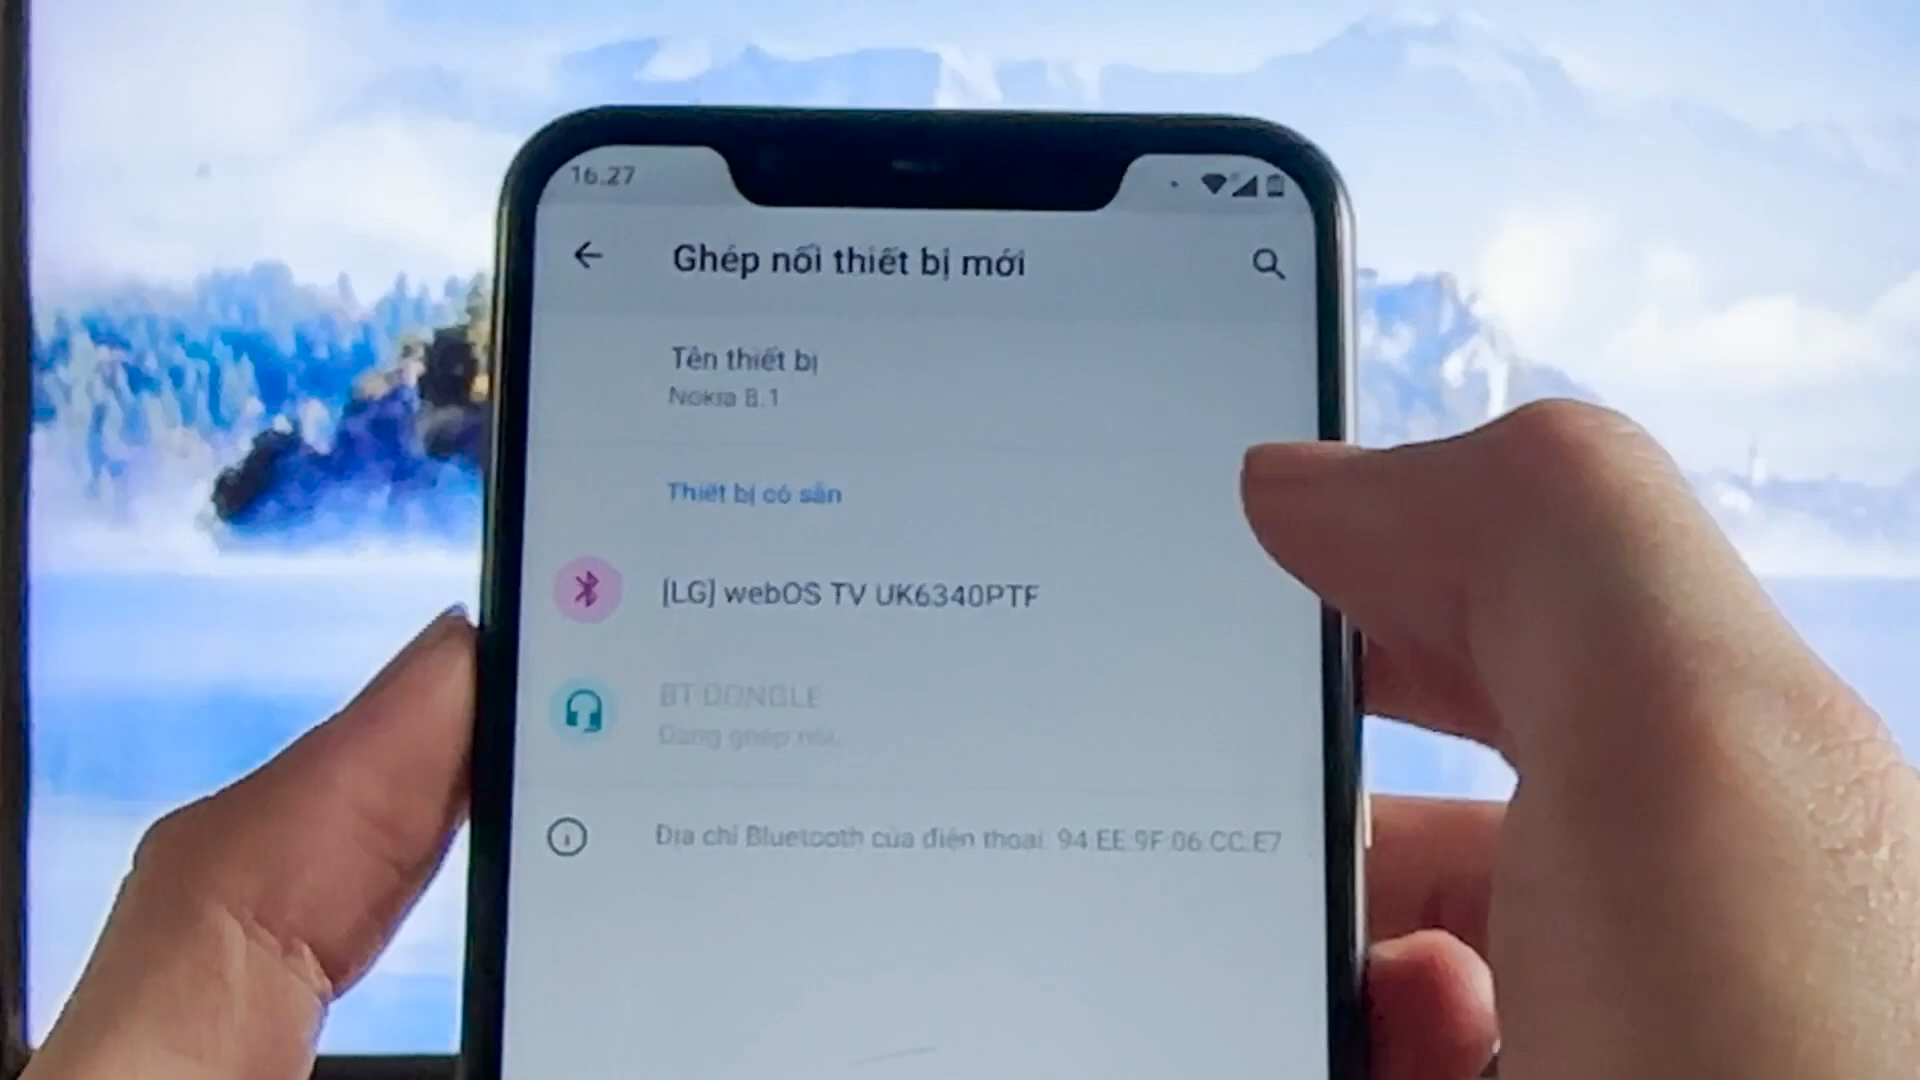 16.27
Ghép nối thiết bị mới
Tên thiết bị
Nokia 8.1
Thiết bị có sẵn
[LG] webOS TV UK6340PTF
BT DONGLE
Đang ghép nối..
Địa chỉ Bluetooth của điện thoại: 94:EE:9F:06:CC:E7